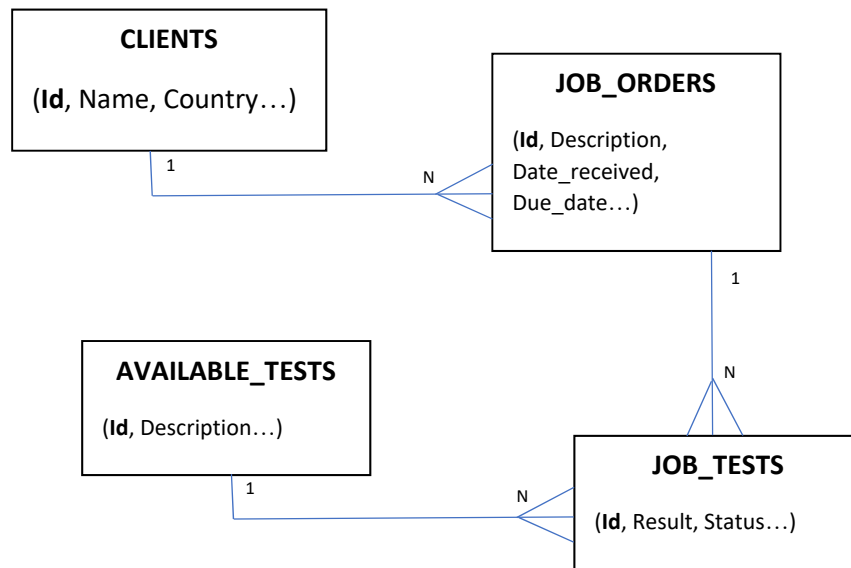 CLIENTS
(Id, Name, Country…)
1
N
JOB_ORDERS
(Id, Description,
Date_received,
Due_date…)
1
N
AVAILABLE_TESTS
(Id, Description…)
1
N
JOB_TESTS
(Id, Result, Status…)